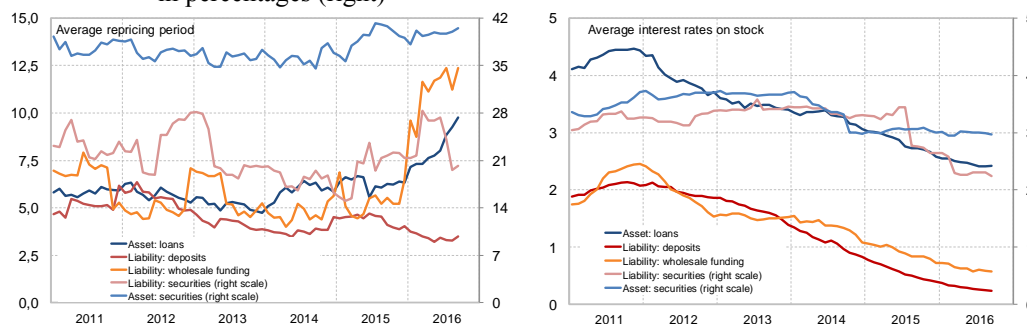 in percentages (right)
Average repricing period
15,0
12,5
10,0
7,5
5,0
2,5
0,0
42
35
28
21
14
7
0
Asset: loans
Liability: deposits
Liability: wholesale funding
Liability: securities (right scale)
Asset: securities (right scale)
2011 2012 2013 2014 2015 2016
Average interest rates on stock
5
4
3
2
1
0
Asset: loans
Liability: deposits
Liability: wholesale funding
Liability: securities (right scale)
Asset: securities (right scale)
2011 2012 2013 2014 2015 2016